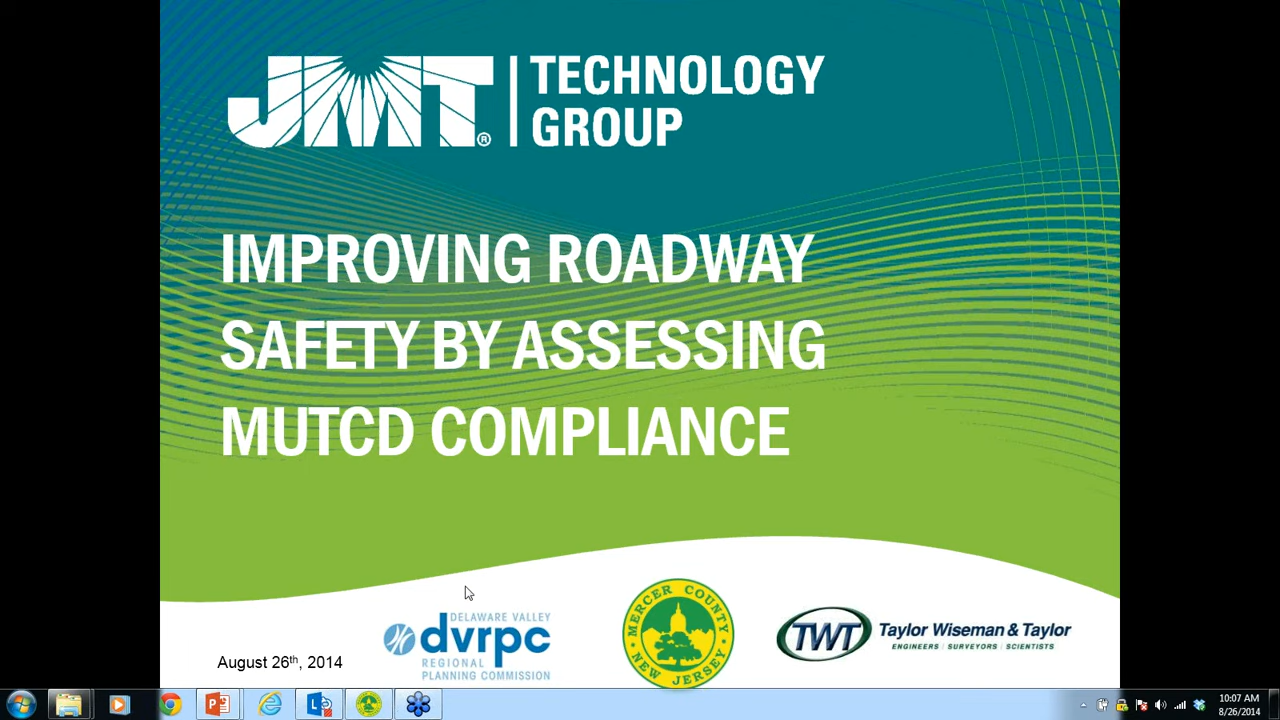 JMT® TECHNOLOGY
GROUP
IMPROVING ROADWAY
SAFETY BY ASSESSING
MUTCD COMPLIANCE
August 26th, 2014
DELAWARE VALLEY
dvrpc
REGIONAL
PLANNING COMMISSION
MERCER COUNTY
NEW JERSEY
TWT Taylor Wiseman & Taylor
ENGINEERS | SURVEYORS | SCIENTISTS
10:07 AM
8/26/2014